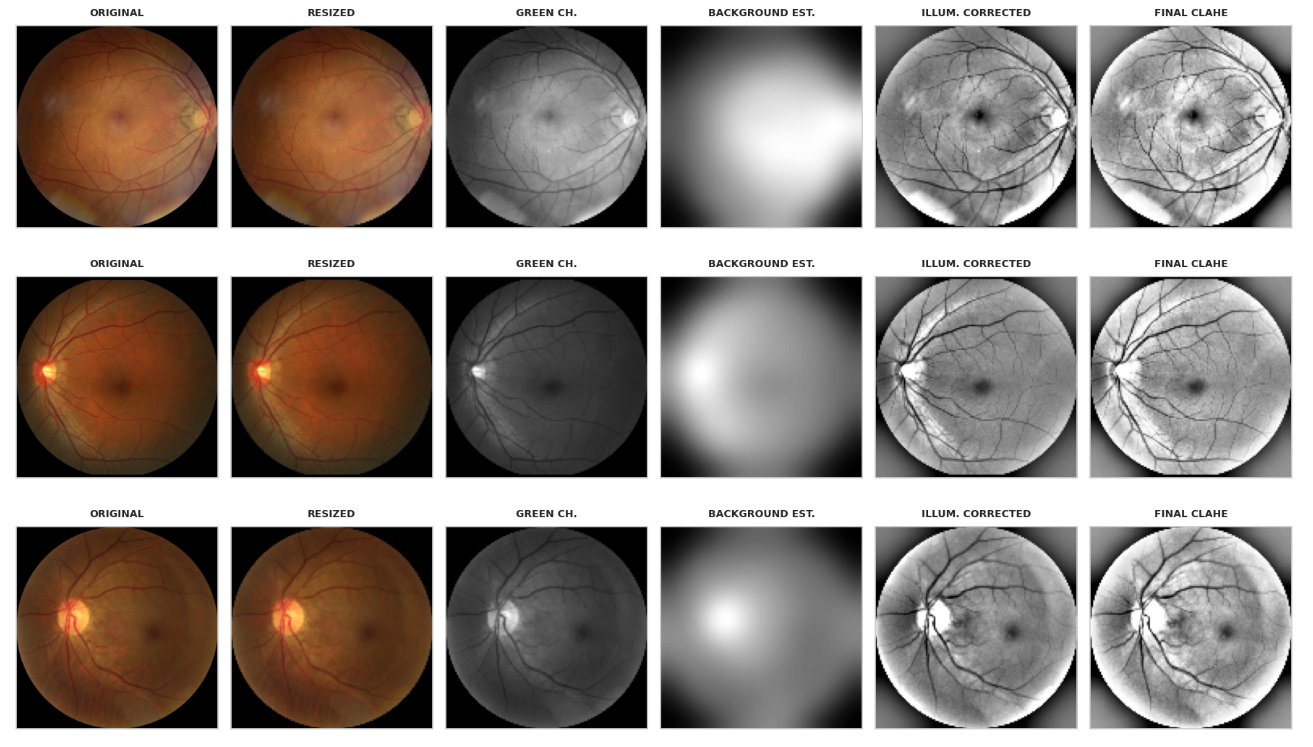 ORIGINAL RESIZED GREEN CH. BACKGROUND EST. ILLUM. CORRECTED FINAL CLAHE
ORIGINAL RESIZED GREEN CH. BACKGROUND EST. ILLUM. CORRECTED FINAL CLAHE
ORIGINAL RESIZED GREEN CH. BACKGROUND EST. ILLUM. CORRECTED FINAL CLAHE